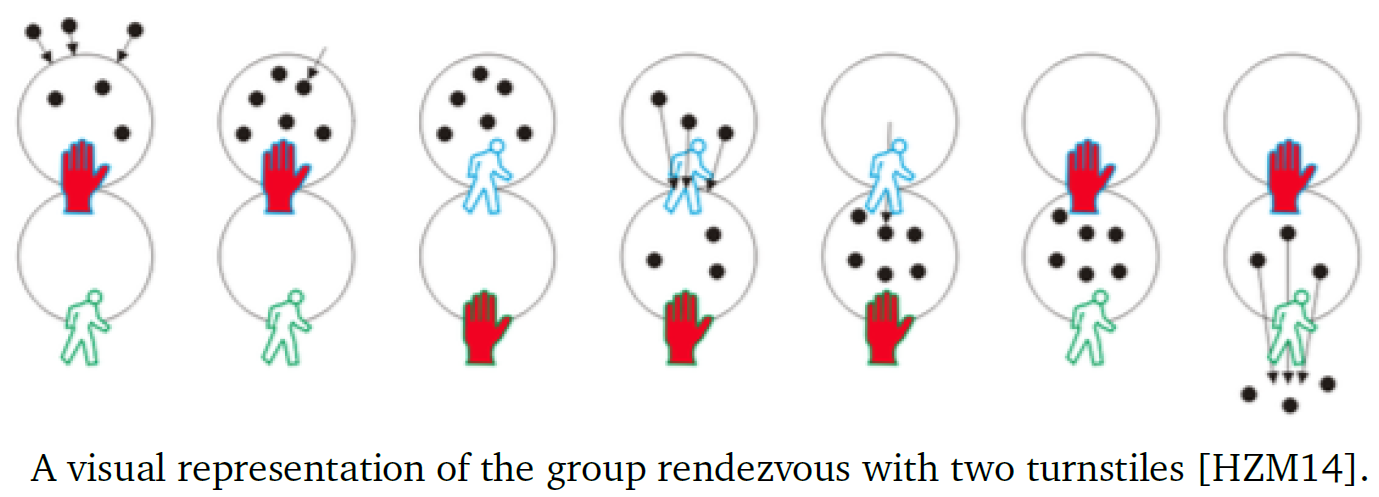 A visual representation of the group rendezvous with two turnstiles [HZM14].